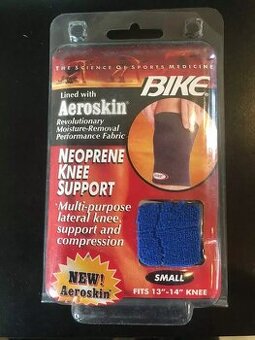 THE SCIENCE OF SPORTS MEDICINE
BIKE
Lined with
Aeroskin®
Revolutionary
Moisture-Removal
Performance Fabric
NEOPRENE
KNEE
SUPPORT
Multi-purpose
lateral knee
support and
compression
NEW!
Aeroskin®
SMALL
FITS 13"-14" KNEE